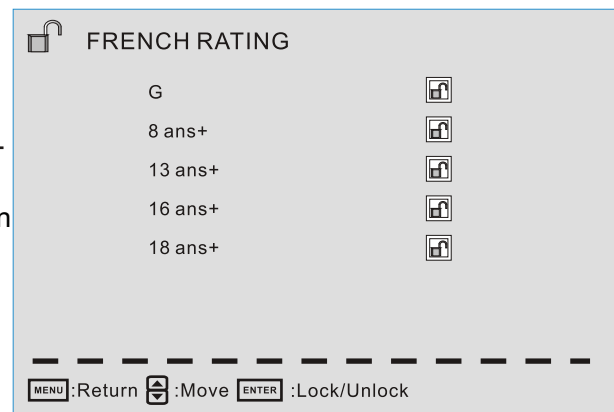 FRENCH RATING
G
8 ans+
13 ans+
16 ans+
18 ans+
MENU :Return :Move ENTER :Lock/Unlock